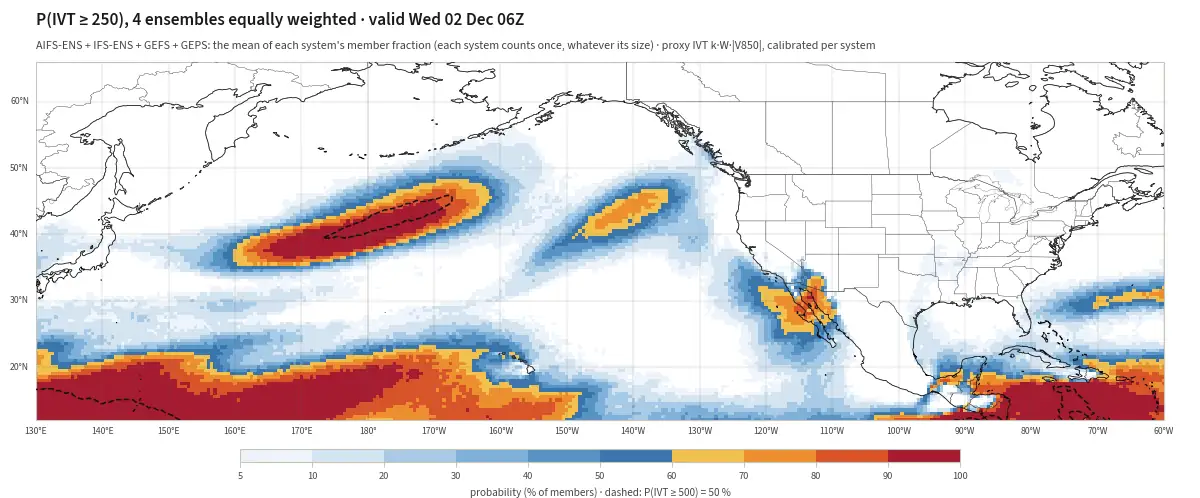 P(IVT ≥ 250), 4 ensembles equally weighted · valid Wed 02 Dec 06Z
AIFS-ENS + IFS-ENS + GEFS + GEPS: the mean of each system's member fraction (each system counts once, whatever its size) · proxy IVT k·W·|V850|, calibrated per system
60°N
50°N
40°N
30°N
20°N
130°E 140°E 150°E 160°E 170°E 180° 170°W 160°W 150°W 140°W 130°W 120°W 110°W 100°W 90°W 80°W 70°W 60°W
5 10 20 30 40 50 60 70 80 90 100
probability (% of members) · dashed: P(IVT ≥ 500) = 50 %